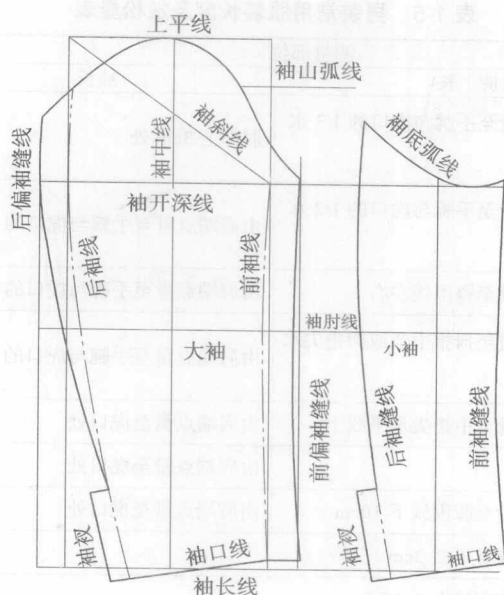 上平线
袖山弧线
袖中线
袖斜线
袖底弧线
后偏袖缝线
袖开深线
后袖线
前袖线
袖肘线
大袖
小袖
前偏袖缝线
后袖缝线
前袖缝线
袖衩
袖口线
袖衩
袖口线
袖长线